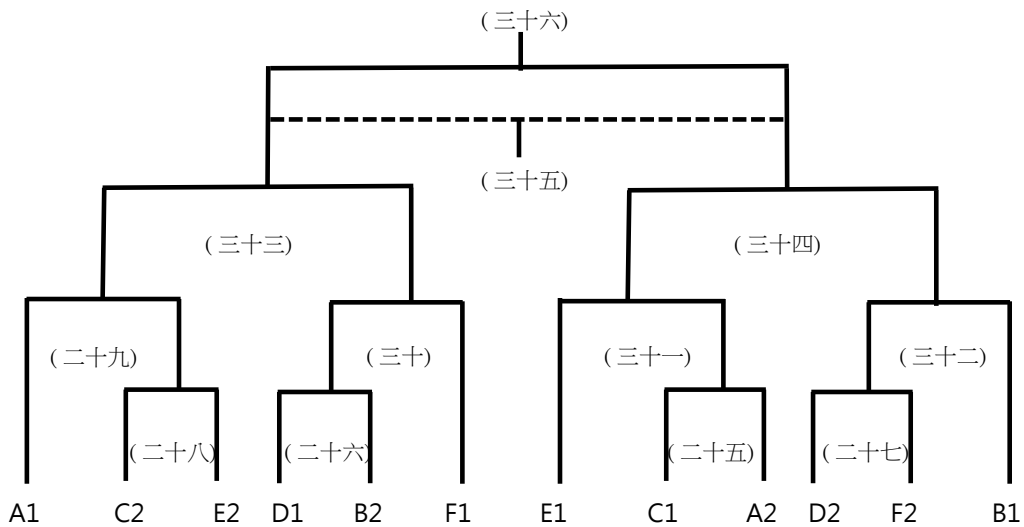 (三十六)
(三十五)
(三十三) (三十四)
(二十九) (三十) (三十一) (三十二)
(二十八) (二十六) (二十五) (二十七)
A1 C2 E2 D1 B2 F1 E1 C1 A2 D2 F2 B1